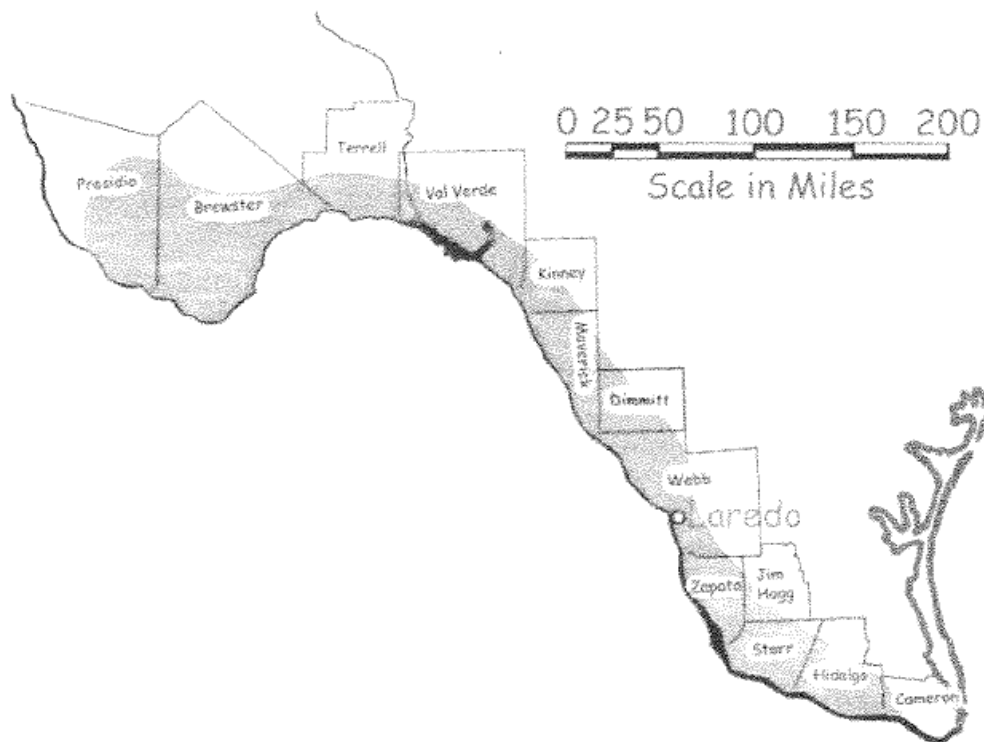 0 25 50 100 150 200
Scale in Miles
Terrell
Presidio
Brewster
Val Verde
Kinney
Maverick
Dimmitt
Webb
Laredo
Zapata
Jim
Hogg
Starr
Hidalgo
Cameron